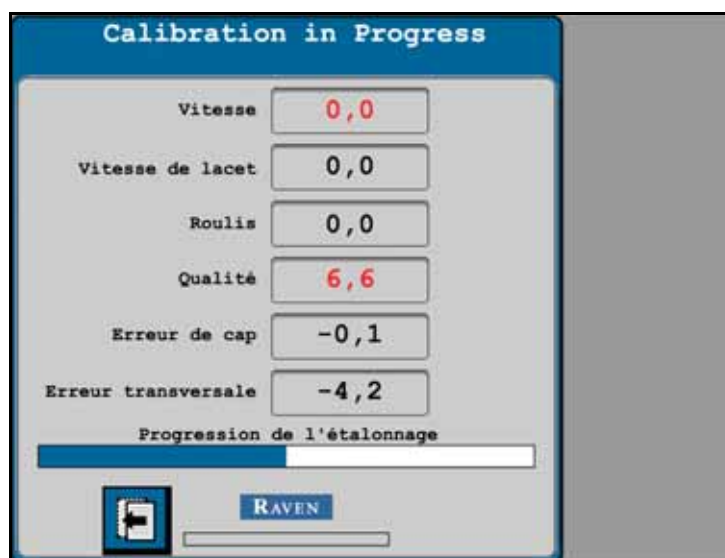 Calibration in Progress
Vitesse 0,0
Vitesse de lacet 0,0
Roulis 0,0
Qualité 6,6
Erreur de cap -0,1
Erreur transversale -4,2
Progression de l'étalonnage
RAVEN